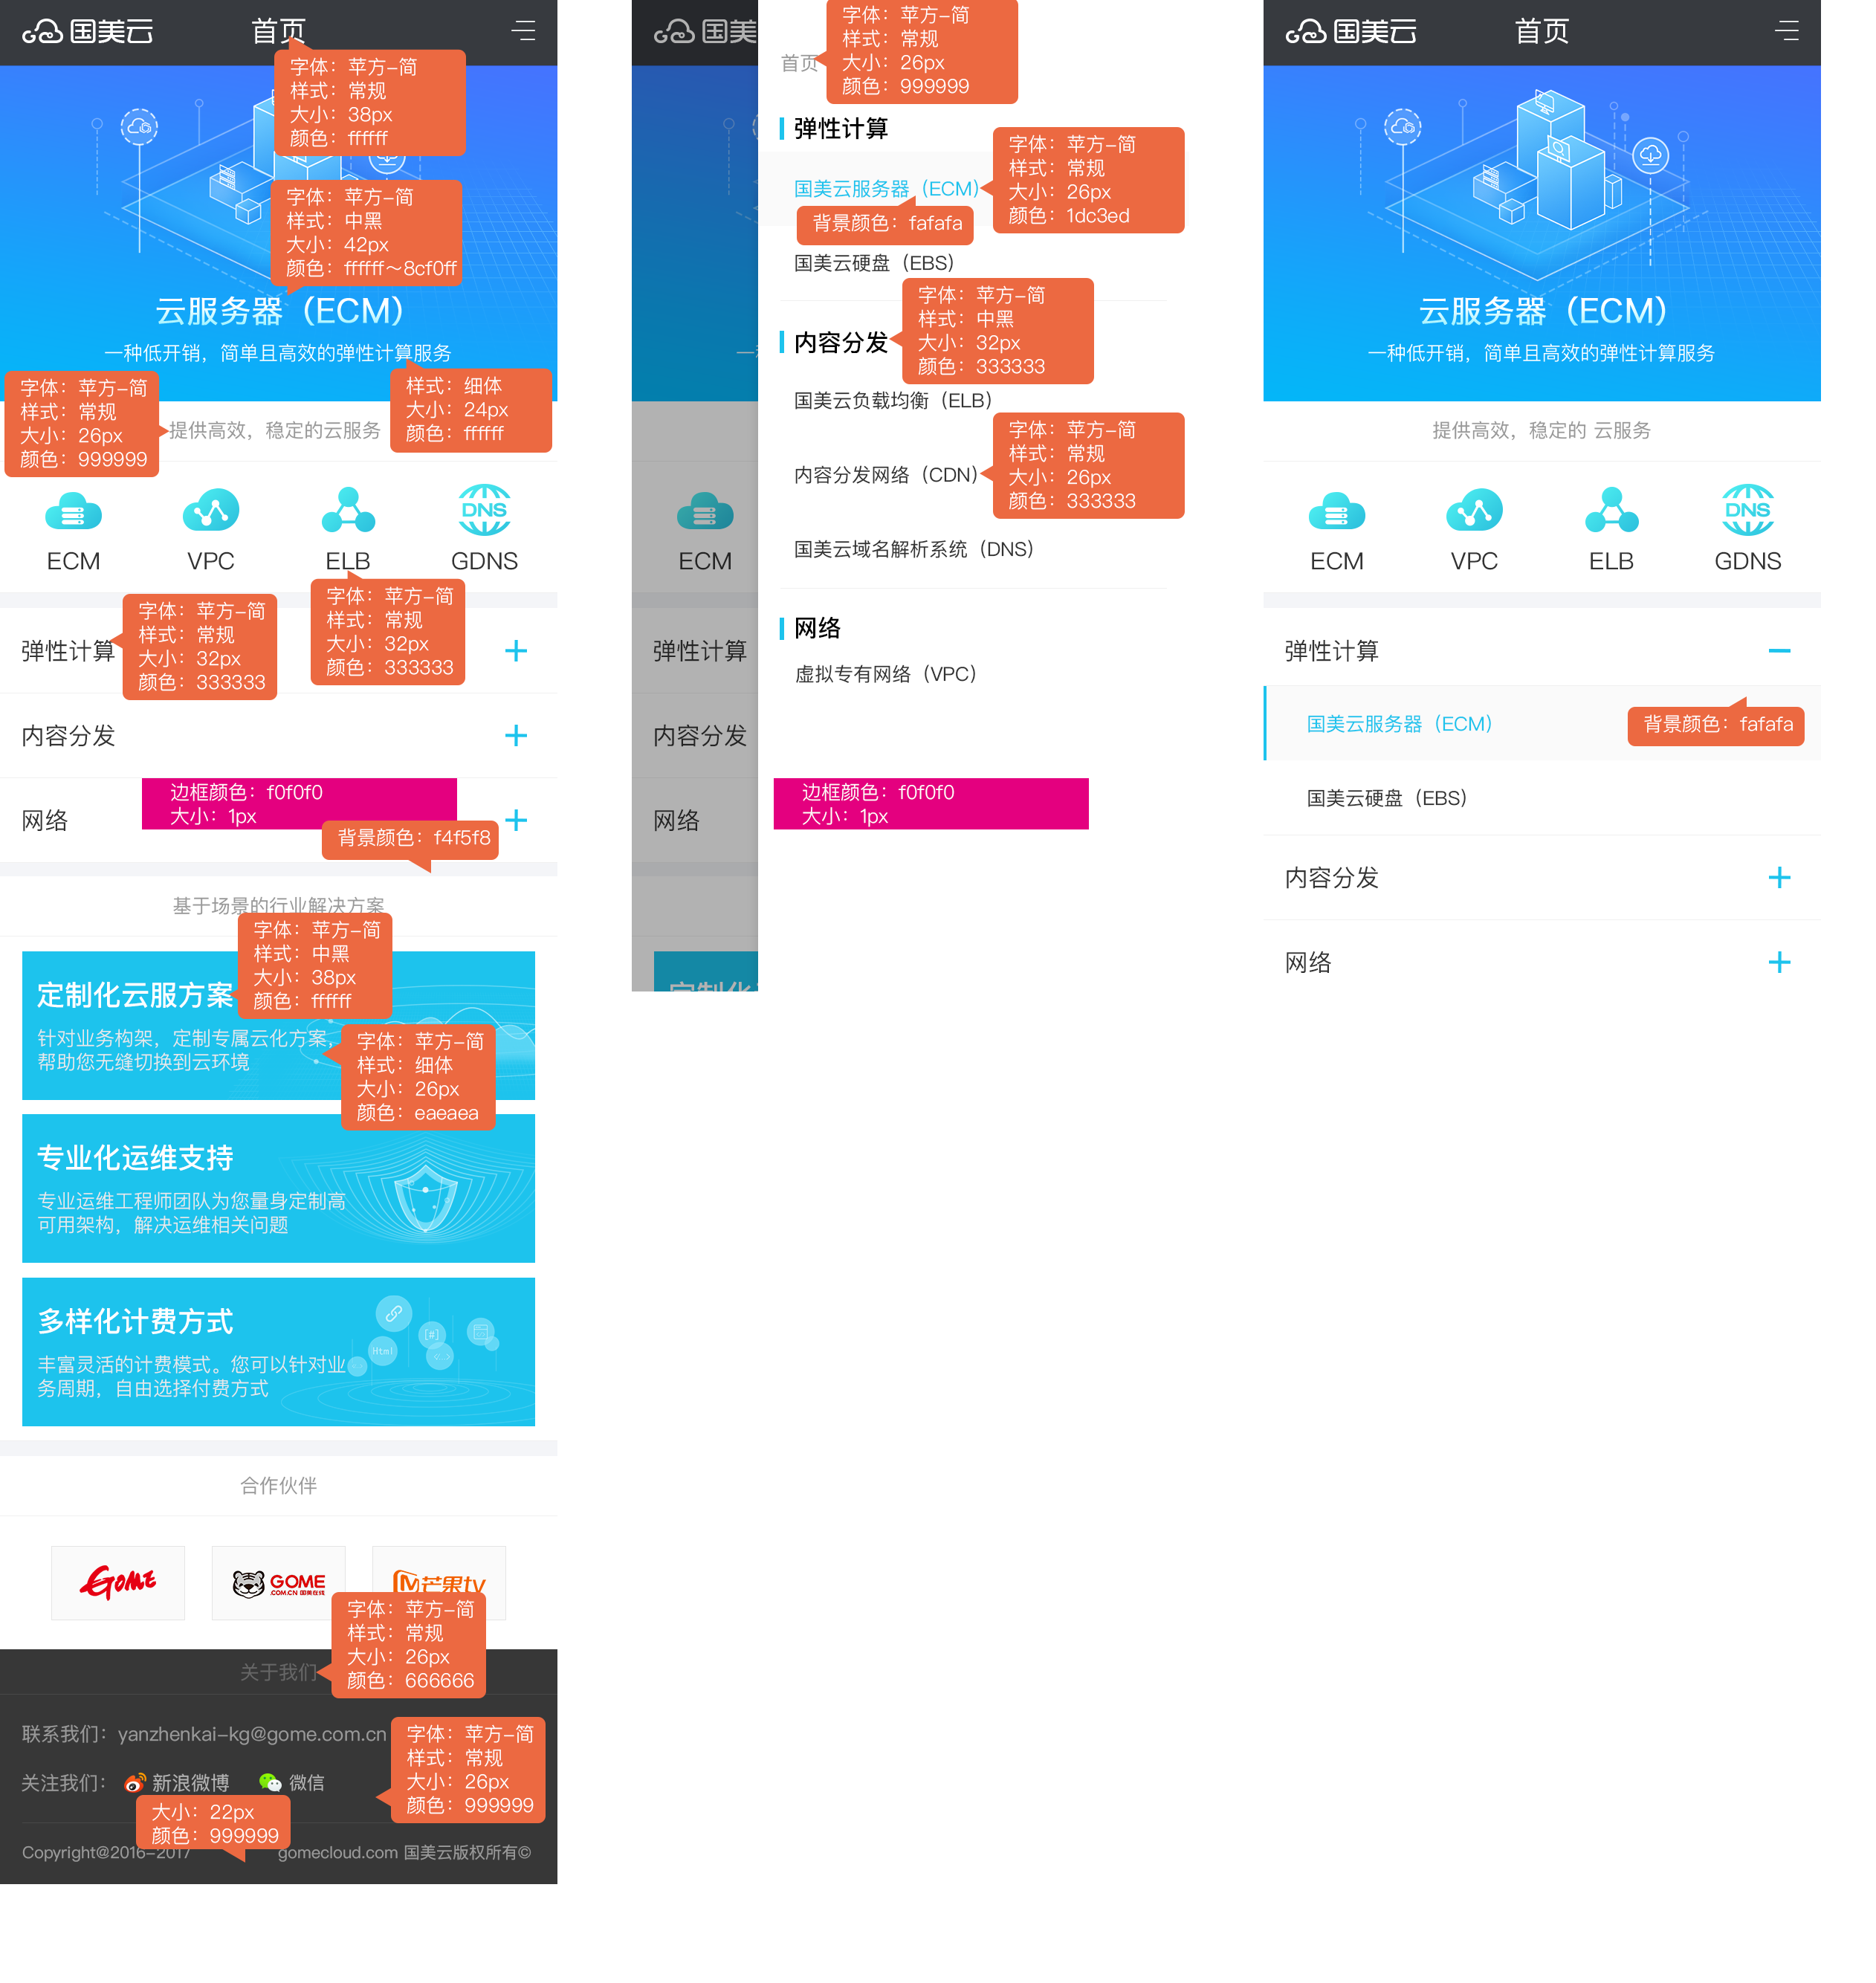 国美云
首页
字体：苹方-简
样式：常规
大小：38px
颜色：ffffff
字体：苹方-简
样式：中黑
大小：42px
颜色：ffffff～8cf0ff
云服务器（ECM）
一种低开销，简单且高效的弹性计算服务
字体：苹方-简
样式：常规
大小：26px
颜色：999999
样式：细体
大小：24px
颜色：ffffff
提供高效，稳定的云服务
DNS
ECM
VPC
ELB
GDNS
字体：苹方-简
样式：常规
大小：32px
颜色：333333
字体：苹方-简
样式：常规
大小：32px
颜色：333333
弹性计算
内容分发
边框颜色：f0f0f0
大小：1px
网络
背景颜色：f4f5f8
基于场景的行业解决方案
字体：苹方-简
样式：中黑
大小：38px
颜色：ffffff
定制化云服方案
针对业务构架，定制专属云化方案，
帮助您无缝切换到云环境
字体：苹方-简
样式：细体
大小：26px
颜色：eaeaea
专业化运维支持
专业运维工程师团队为您量身定制高
可用架构，解决运维相关问题
多样化计费方式
丰富灵活的计费模式。您可以针对业
务周期，自由选择付费方式
[#]
Html
合作伙伴
GOME
GOME
.COM.CN 国美在线
芒果tv
字体：苹方-简
样式：常规
大小：26px
颜色：666666
关于我们
联系我们：yanzhenkai-kg@gome.com.cn
字体：苹方-简
样式：常规
大小：26px
颜色：999999
关注我们：
新浪微博
微信
大小：22px
颜色：999999
Copyright@2016-2017
gomecloud.com 国美云版权所有©
国美
ECM
弹性计算
内容分发
网络
首页
字体：苹方-简
样式：常规
大小：26px
颜色：999999
弹性计算
国美云服务器（ECM）
字体：苹方-简
样式：常规
大小：26px
颜色：1dc3ed
背景颜色：fafafa
国美云硬盘（EBS）
字体：苹方-简
样式：中黑
大小：32px
颜色：333333
内容分发
国美云负载均衡（ELB）
字体：苹方-简
样式：常规
大小：26px
颜色：333333
内容分发网络（CDN）
国美云域名解析系统（DNS）
网络
虚拟专有网络（VPC）
边框颜色：f0f0f0
大小：1px
国美云
首页
云服务器（ECM）
一种低开销，简单且高效的弹性计算服务
提供高效，稳定的 云服务
DNS
ECM
VPC
ELB
GDNS
弹性计算
国美云服务器（ECM）
背景颜色：fafafa
国美云硬盘（EBS）
内容分发
网络